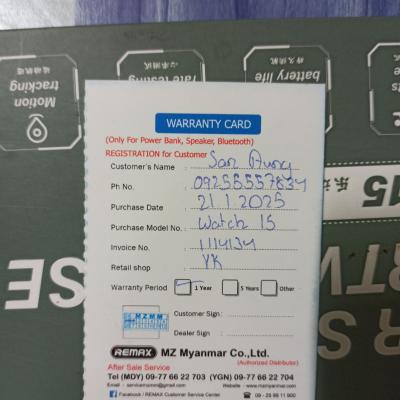 Motion
tracking
rate testing
battery life
15
WARRANTY CARD
(Only For Power Bank, Speaker, Bluetooth)
REGISTRATION for Customer
Customer's Name : San Aung
Ph No. : 09255557834
Purchase Date : 21.1.2025
Purchase Model No. : Watch 15
Invoice No. : 1114134
Retail shop : YK
Warranty Period : 1 Year 5 Years Other
MZMM
Customer Sign :
Dealer Sign :
REMAX MZ Myanmar Co.,Ltd.
(Authorized Distributor)
After Sale Service
Tel (MDY) 09-77 66 22 703 (YGN) 09-77 66 22 704
Facebook / REMAX Customer Service Center